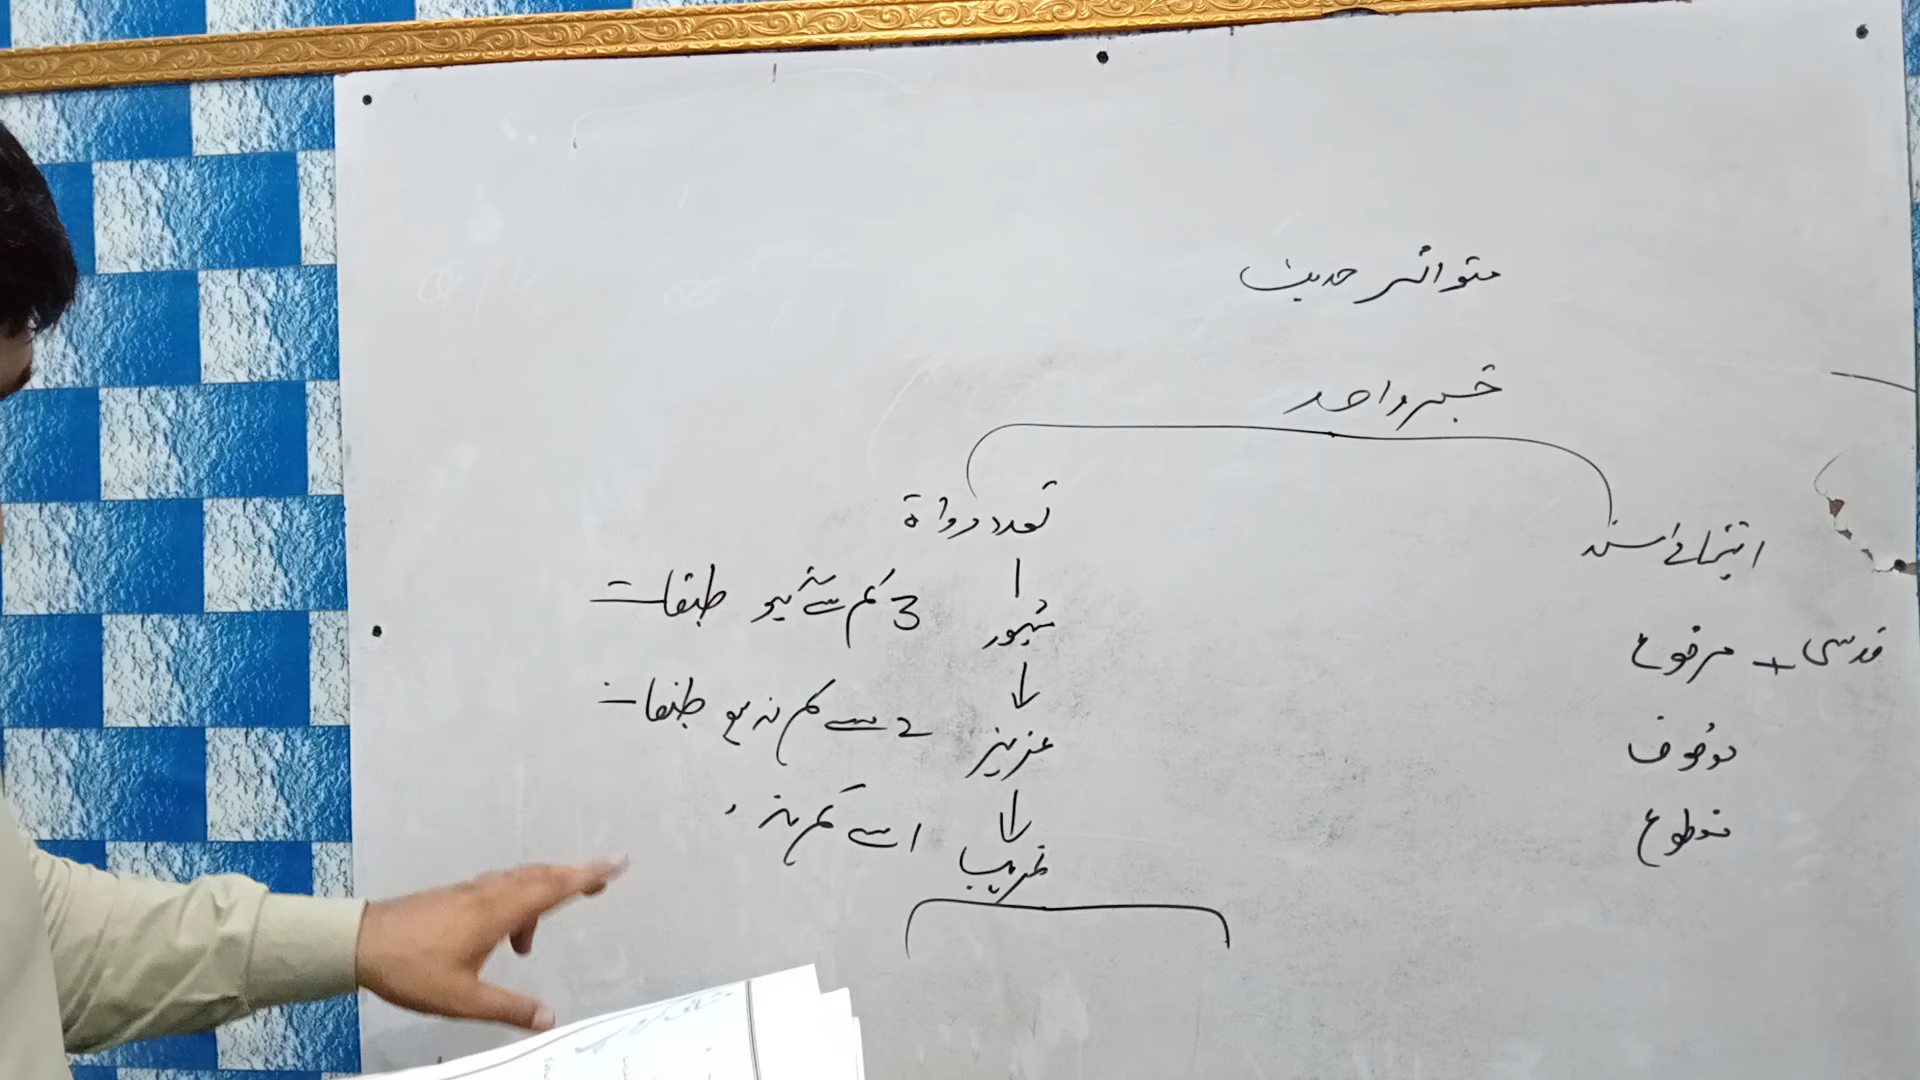 متواتر حدیث
خبر واحد
انتہائے سند
قدسی + مرفوع
موقوف
مقطوع
تعدد رواۃ
مشہور
3 کم سے نہ ہو طبقات
عزیز
2 سے کم نہ ہو طبقات
غریب
1 سے کم نہ